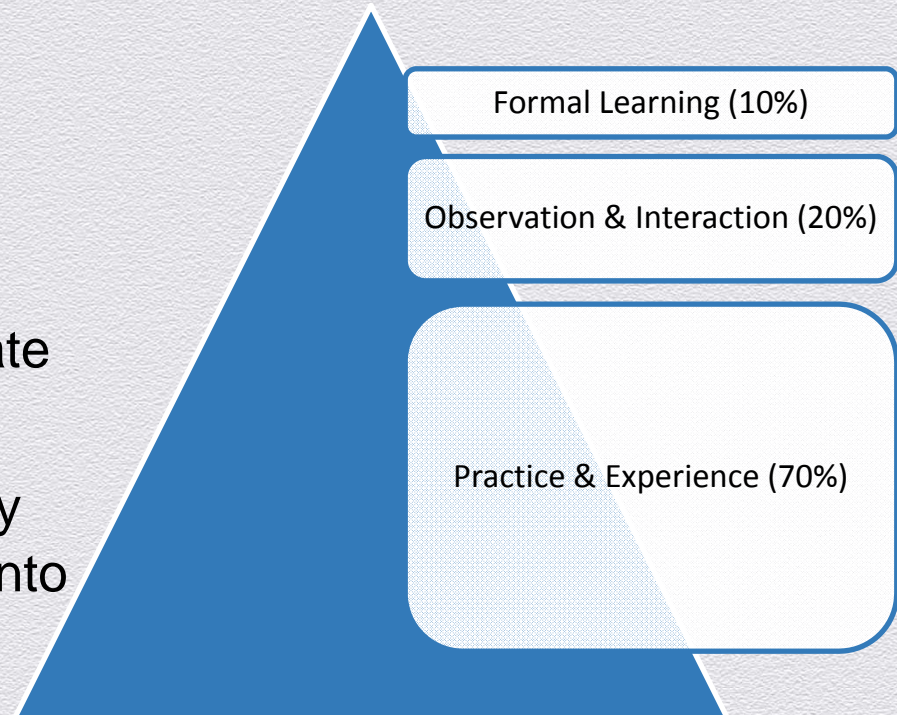 Formal Learning (10%)
Observation & Interaction (20%)
Practice & Experience (70%)